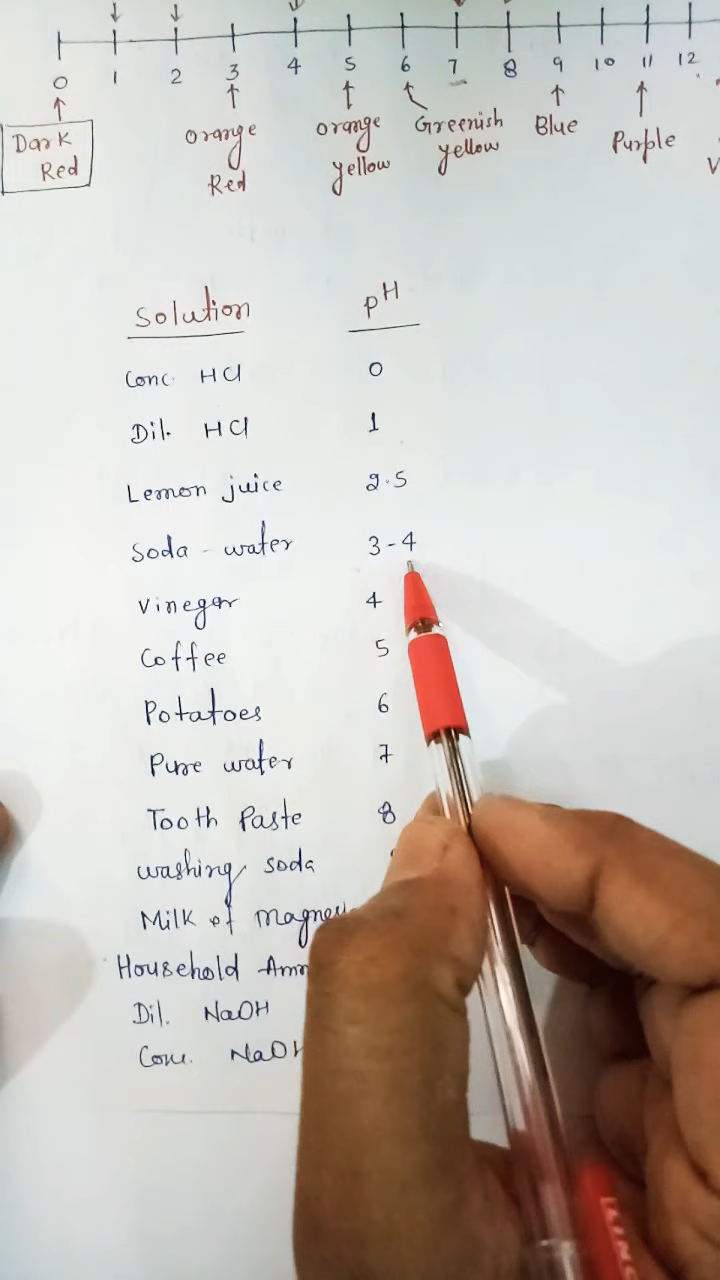 0 1 2 3 4 5 6 7 8 9 10 11 12
Dark Red
Orange Red
Orange yellow
Greenish yellow
Blue
Purple
V
Solution pH
Conc. HCl 0
Dil. HCl 1
Lemon juice 2.5
Soda - water 3-4
Vinegar 4
Coffee 5
Potatoes 6
Pure water 7
Tooth Paste 8
Washing soda
Milk of
Household
Dil. NaOH
Conc. NaOH